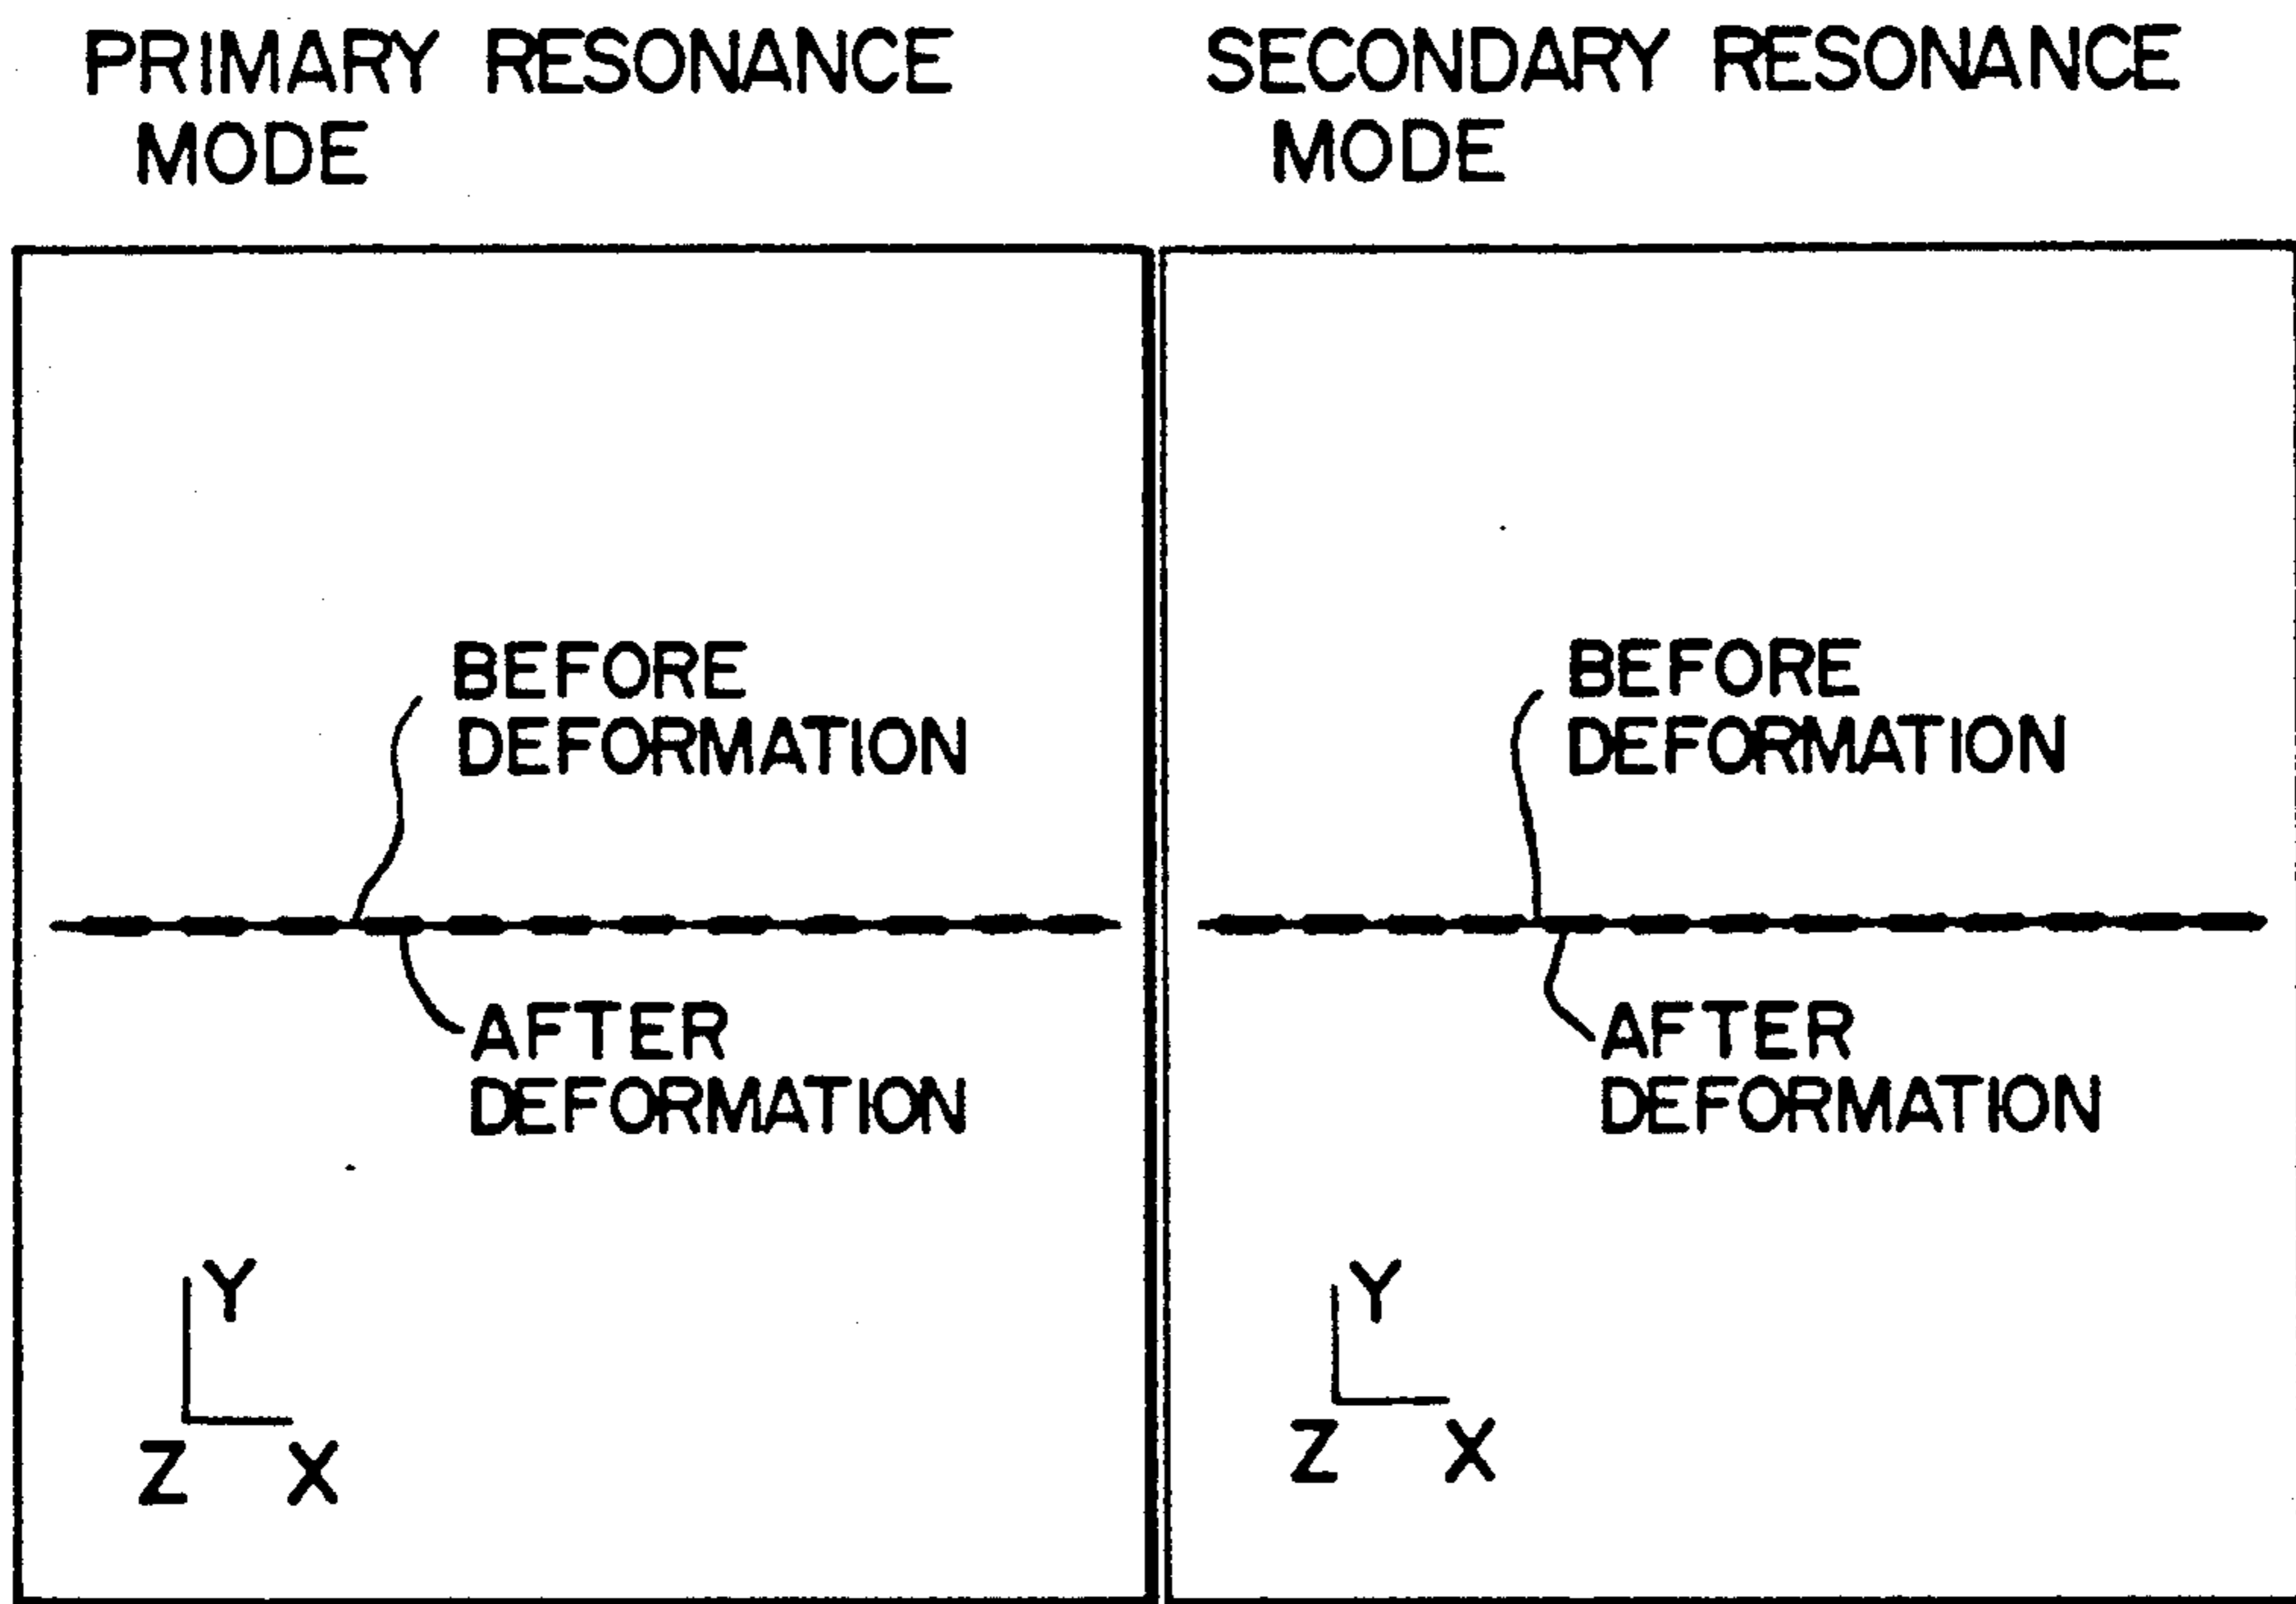 PRIMARY RESONANCE
MODE
BEFORE
DEFORMATION
AFTER
DEFORMATION
Y
Z X
SECONDARY RESONANCE
MODE
BEFORE
DEFORMATION
AFTER
DEFORMATION
Y
Z X